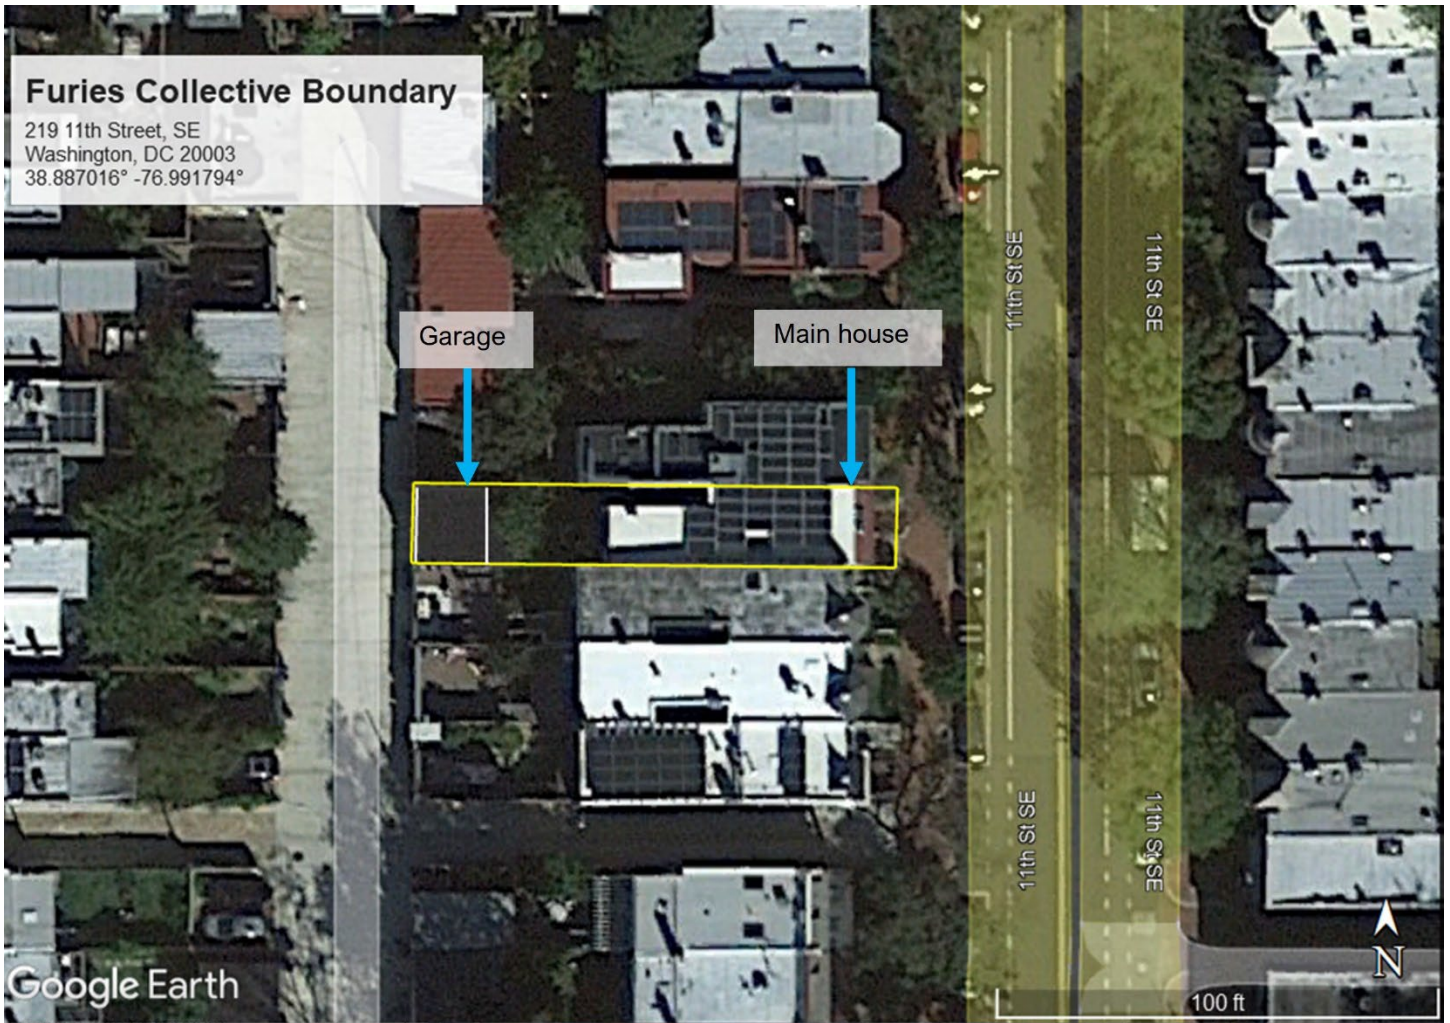 Furies Collective Boundary
219 11th Street, SE
Washington, DC 20003
38.887016° -76.991794°
Garage
Main house
11th St SE
11th St SE
11th St SE
11th St SE
Google Earth
N
100 ft